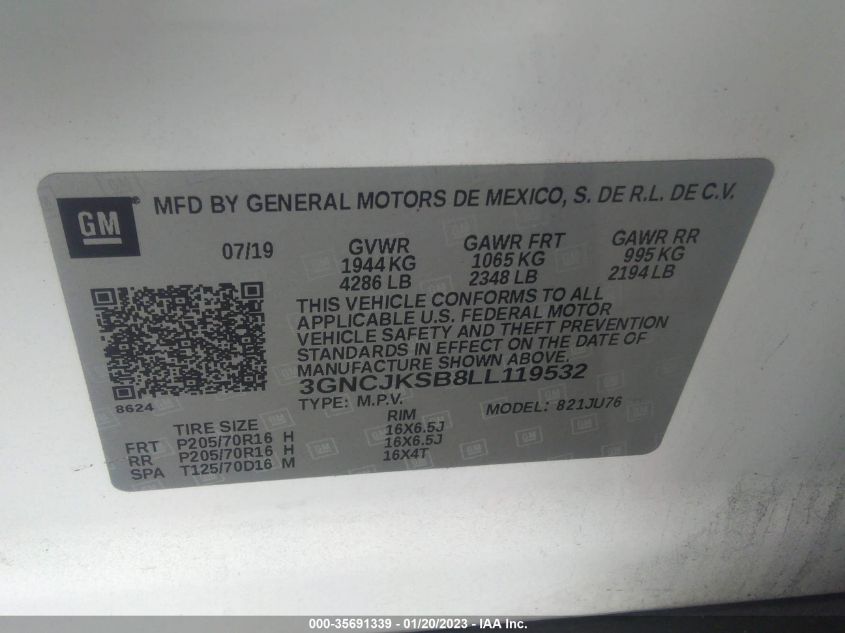 GM
MFD BY GENERAL MOTORS DE MEXICO, S. DE R.L. DE C.V.
07/19 GVWR GAWR FRT GAWR RR
1944 KG 1065 KG 995 KG
4286 LB 2348 LB 2194 LB
THIS VEHICLE CONFORMS TO ALL
APPLICABLE U.S. FEDERAL MOTOR
VEHICLE SAFETY AND THEFT PREVENTION
STANDARDS IN EFFECT ON THE DATE OF
MANUFACTURE SHOWN ABOVE.
3GNCJKSB8LL119532
8624
TYPE: M.P.V. MODEL: 821JU76
TIRE SIZE RIM
FRT P205/70R16 H 16X6.5J
RR P205/70R16 H 16X6.5J
SPA T125/70D16 M 16X4T
000-35691339 - 01/20/2023 - IAA Inc.